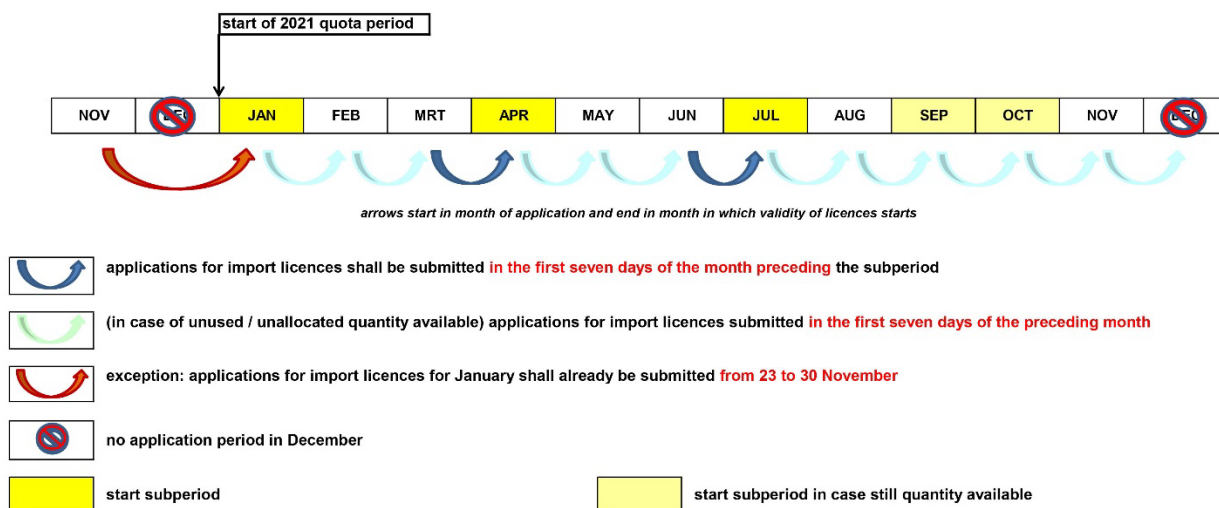 start of 2021 quota period
NOV JAN FEB MRT APR MAY JUN JUL AUG SEP OCT NOV
arrows start in month of application and end in month in which validity of licences starts
applications for import licences shall be submitted in the first seven days of the month preceding the subperiod
(in case of unused / unallocated quantity available) applications for import licences submitted in the first seven days of the preceding month
exception: applications for import licences for January shall already be submitted from 23 to 30 November
no application period in December
start subperiod
start subperiod in case still quantity available